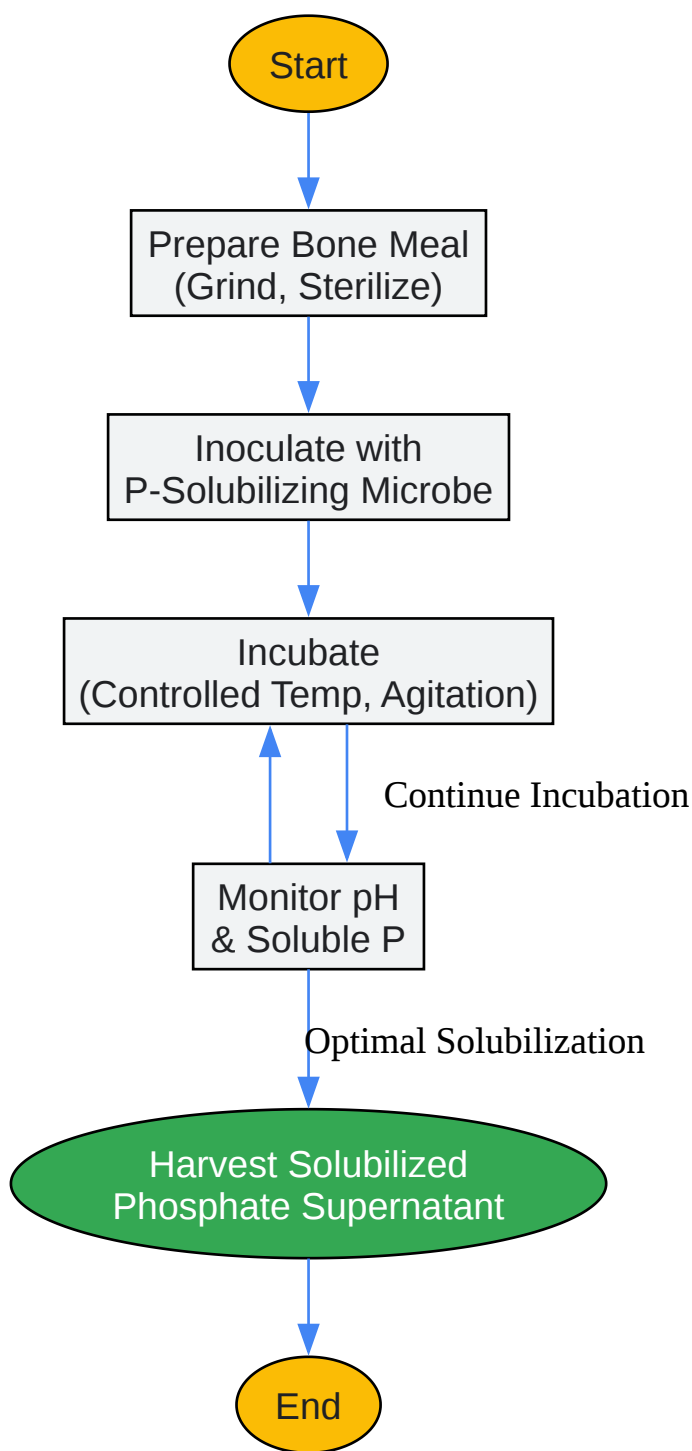 Start
Prepare Bone Meal
(Grind, Sterilize)
Inoculate with
P-Solubilizing Microbe
Incubate
(Controlled Temp, Agitation)
Continue Incubation
Monitor pH
& Soluble P
Optimal Solubilization
Harvest Solubilized
Phosphate Supernatant
End